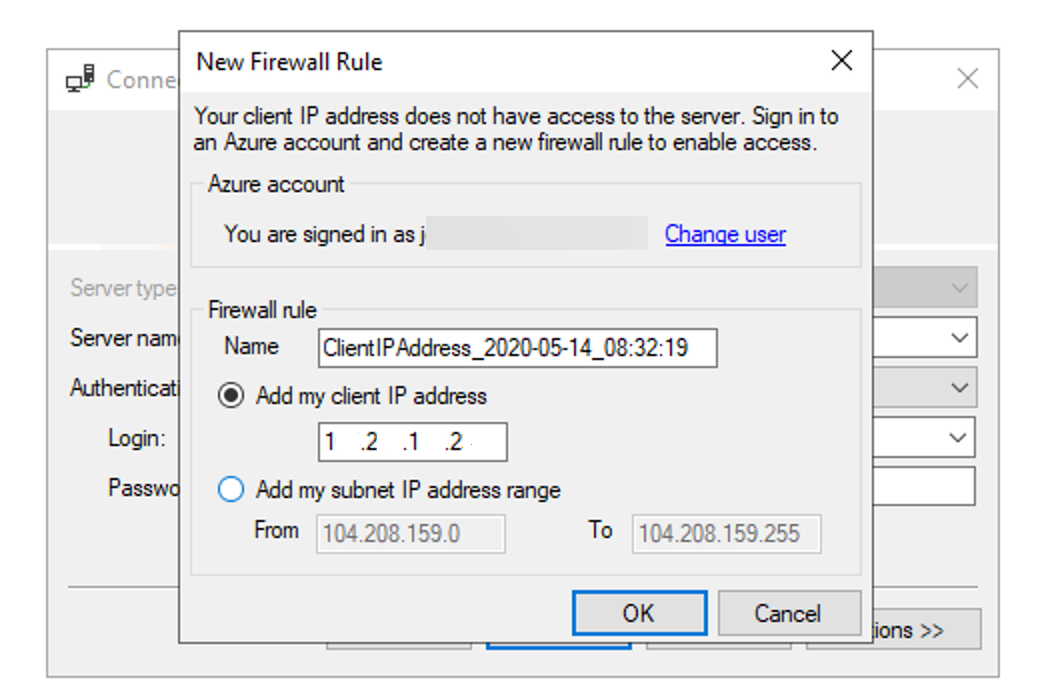 New Firewall Rule
Your client IP address does not have access to the server. Sign in to
an Azure account and create a new firewall rule to enable access.
Azure account
You are signed in as j
Change user
Firewall rule
Name
ClientIPAddress_2020-05-14_08:32:19
Add my client IP address
1 .2 .1 .2
Add my subnet IP address range
From 104.208.159.0 To 104.208.159.255
OK Cancel
Conne
Server type
Server nam
Authenticati
Login:
Passwo
ions >>